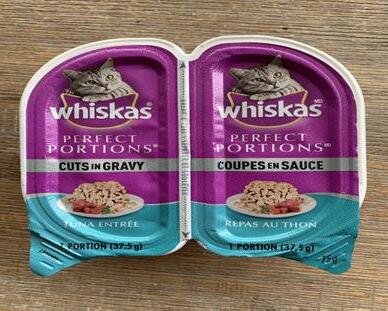 whiskas®
PERFECT
PORTIONS®
CUTS IN GRAVY
TUNA ENTRÉE
1 PORTION (37.5 g)
whiskas MD
PERFECT
PORTIONS MD
COUPES EN SAUCE
REPAS AU THON
1 PORTION (37,5 g)
75g